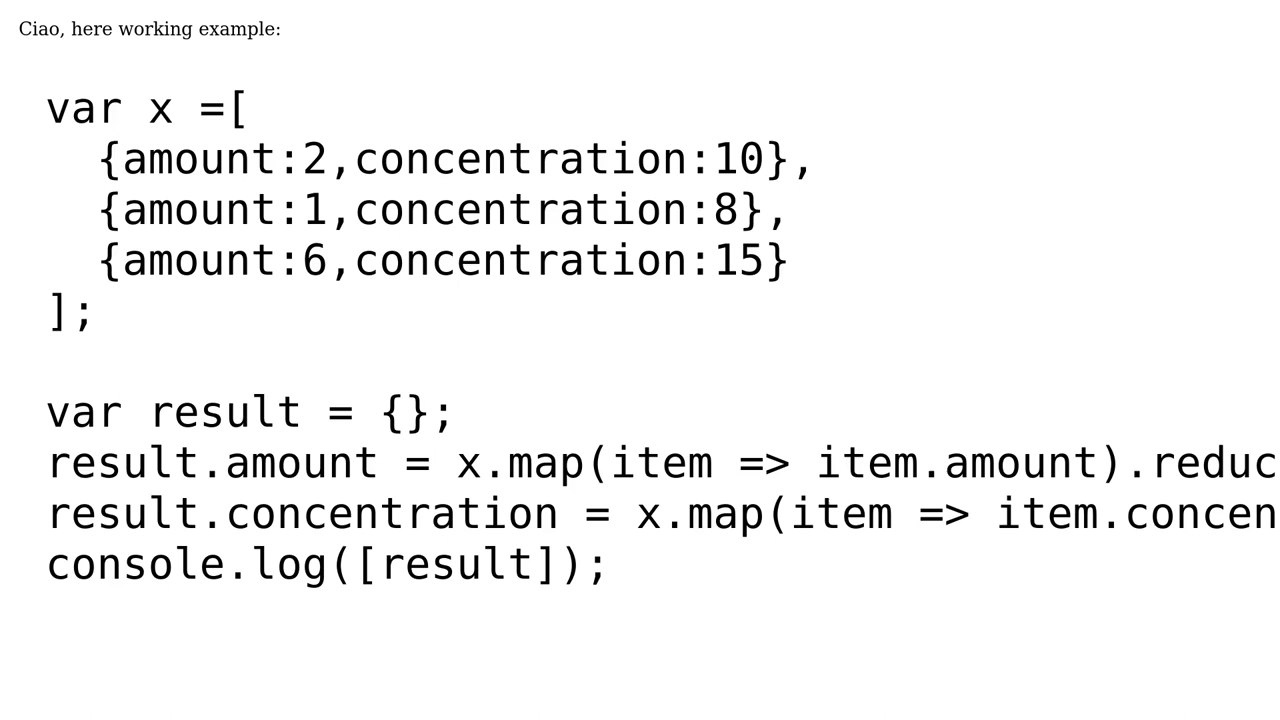 Ciao, here working example:
var x =[
  {amount:2,concentration:10},
  {amount:1,concentration:8},
  {amount:6,concentration:15}
];
var result = {};
result.amount = x.map(item => item.amount).reduc
result.concentration = x.map(item => item.concen
console.log([result]);